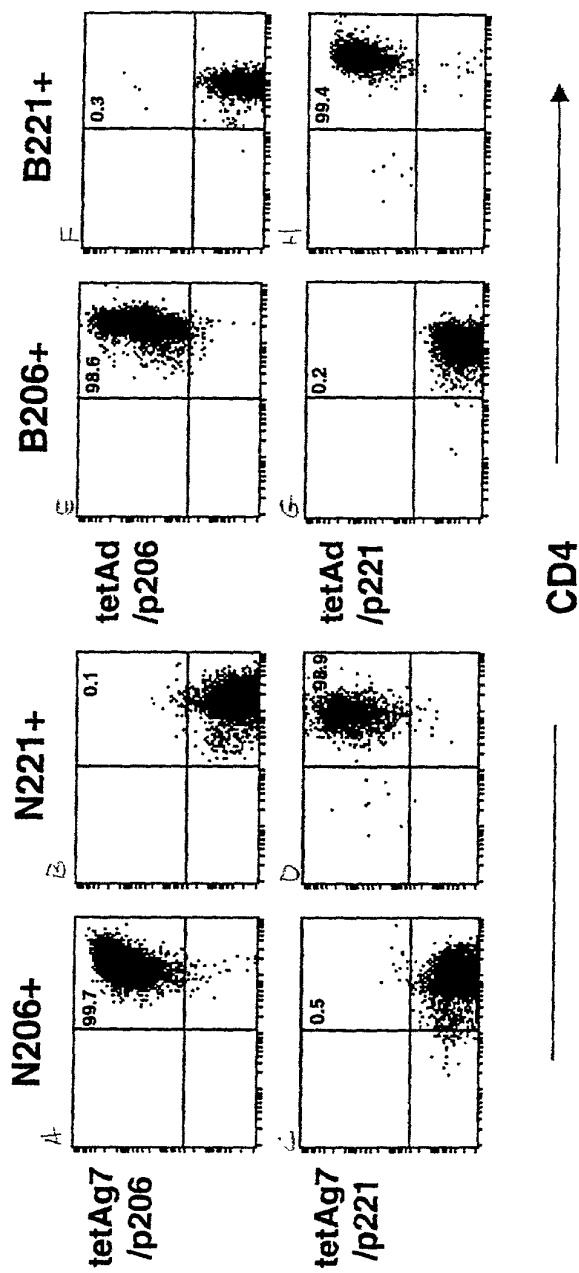 N206+
N221+
B206+
B221+
tetAg7
/p206
A
99.7
B
0.1
tetAd
/p206
E
98.6
F
0.3
tetAg7
/p221
C
0.5
D
98.9
tetAd
/p221
G
0.2
H
99.4
CD4